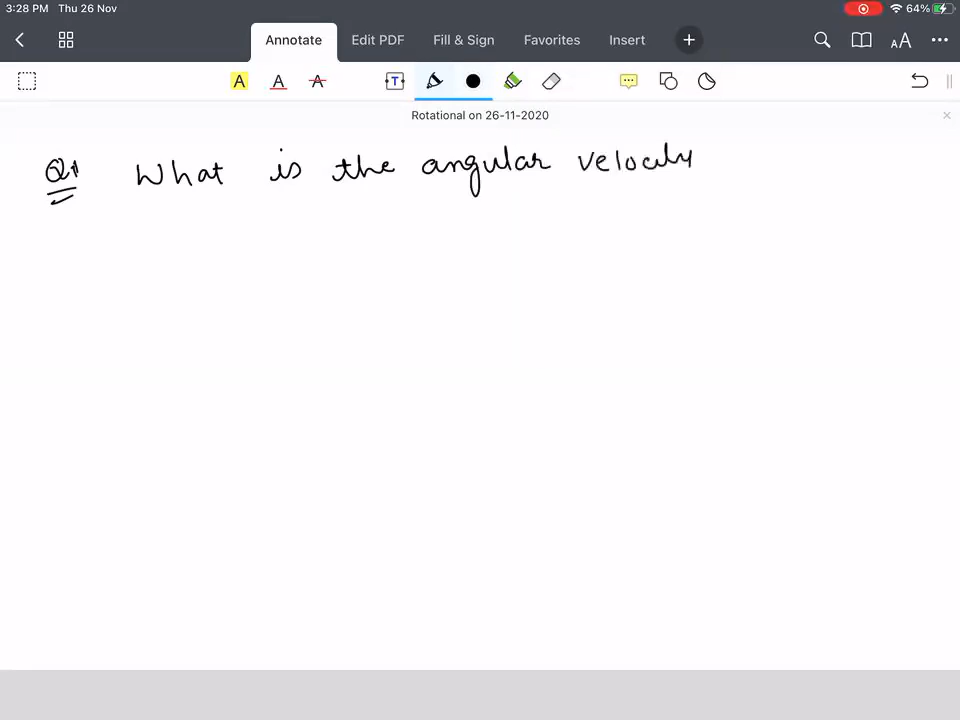 3:28 PM Thu 26 Nov 64%
Annotate Edit PDF Fill & Sign Favorites Insert
A A A T AA
Rotational on 26-11-2020
What is the angular velocity